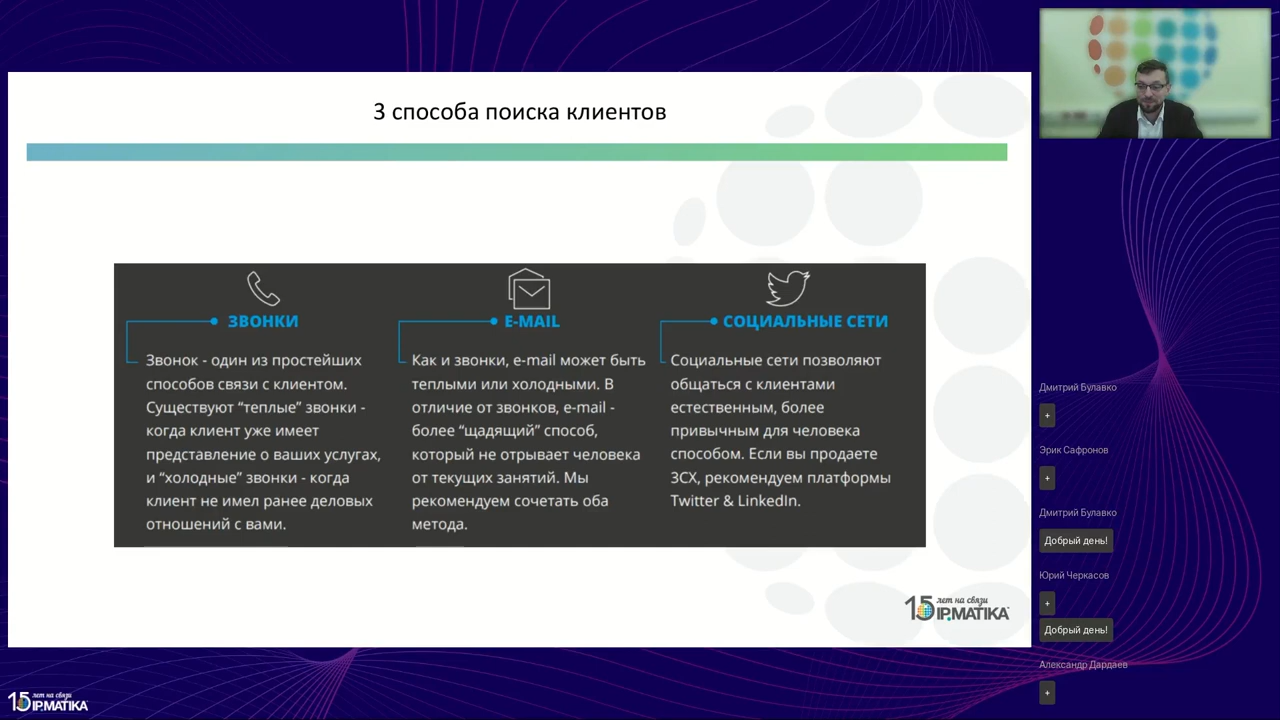 3 способа поиска клиентов
ЗВОНКИ
Звонок - один из простейших
способов связи с клиентом.
Существуют “теплые” звонки -
когда клиент уже имеет
представление о ваших услугах,
и “холодные” звонки - когда
клиент не имел ранее деловых
отношений с вами.
E-MAIL
Как и звонки, e-mail может быть
теплыми или холодными. В
отличие от звонков, e-mail -
более “щадящий” способ,
который не отрывает человека
от текущих занятий. Мы
рекомендуем сочетать оба
метода.
СОЦИАЛЬНЫЕ СЕТИ
Социальные сети позволяют
общаться с клиентами
естественным, более
привычным для человека
способом. Если вы продаете
3CX, рекомендуем платформы
Twitter & LinkedIn.
15 лет на связи
IPMATIKA
Дмитрий Булавко
+
Эрик Сафронов
+
Дмитрий Булавко
Добрый день!
Юрий Черкасов
+
Добрый день!
Александр Дардаев
+
15 лет на связи
IPMATIKA